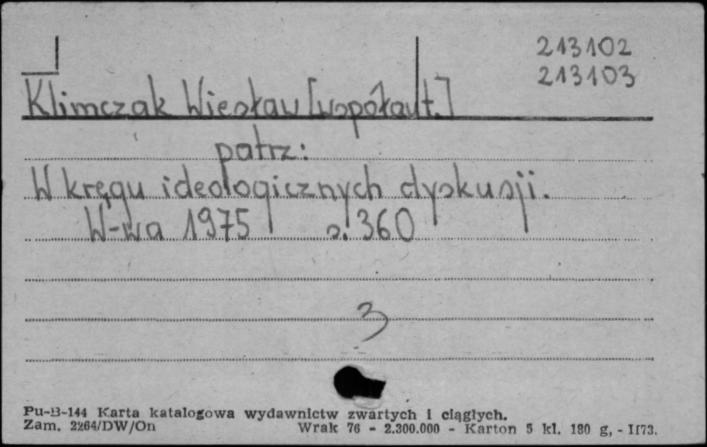 213102
213103
Klimczak Wiesław [współaut.]
patrz:
W kręgu ideologicznych dyskusji.
W-wa 1975 s. 360
3
Pu-B-144 Karta katalogowa wydawnictw zwartych i ciągłych.
Zam. 2264/DW/On Wrak 76 - 2.300.000 - Karton 5 kl. 180 g, - II73.